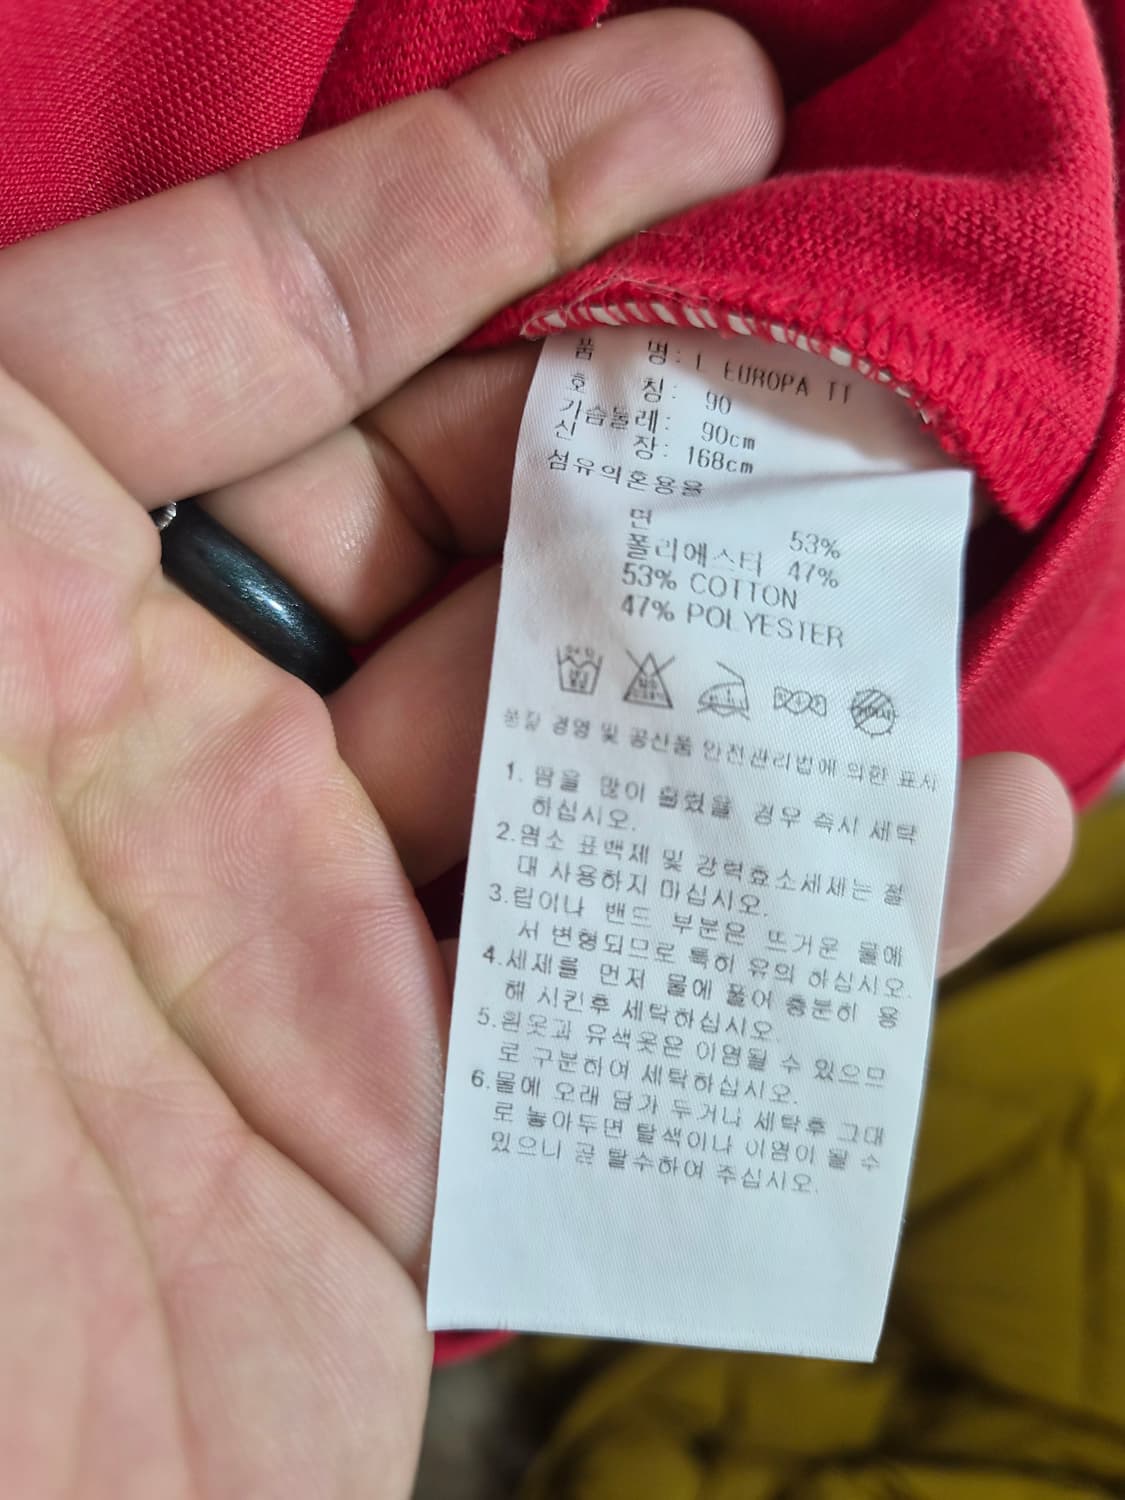 품 명: L EUROPA TT
호 칭: 90
가슴둘레: 90cm
신 장: 168cm
섬유의혼용율
면 53%
폴리에스터 47%
53% COTTON
47% POLYESTER
품질 경영 및 공산품 안전관리법에 의한 표시
1. 땀을 많이 흘렸을 경우 즉시 세탁
하십시오.
2.염소 표백제 및 강력효소세제는 절
대 사용하지 마십시오.
3.립이나 밴드 부분은 뜨거운 물에
서 변형되므로 특히 유의 하십시오.
4.세제를 먼저 물에 풀어 충분히 용
해 시킨후 세탁하십시오.
5.흰옷과 유색옷은 이염될 수 있으므
로 구분하여 세탁하십시오.
6.물에 오래 담가 두거나 세탁후 그대
로 놓아두면 탈색이나 이염이 될 수
있으니 곧 탈수하여 주십시오.